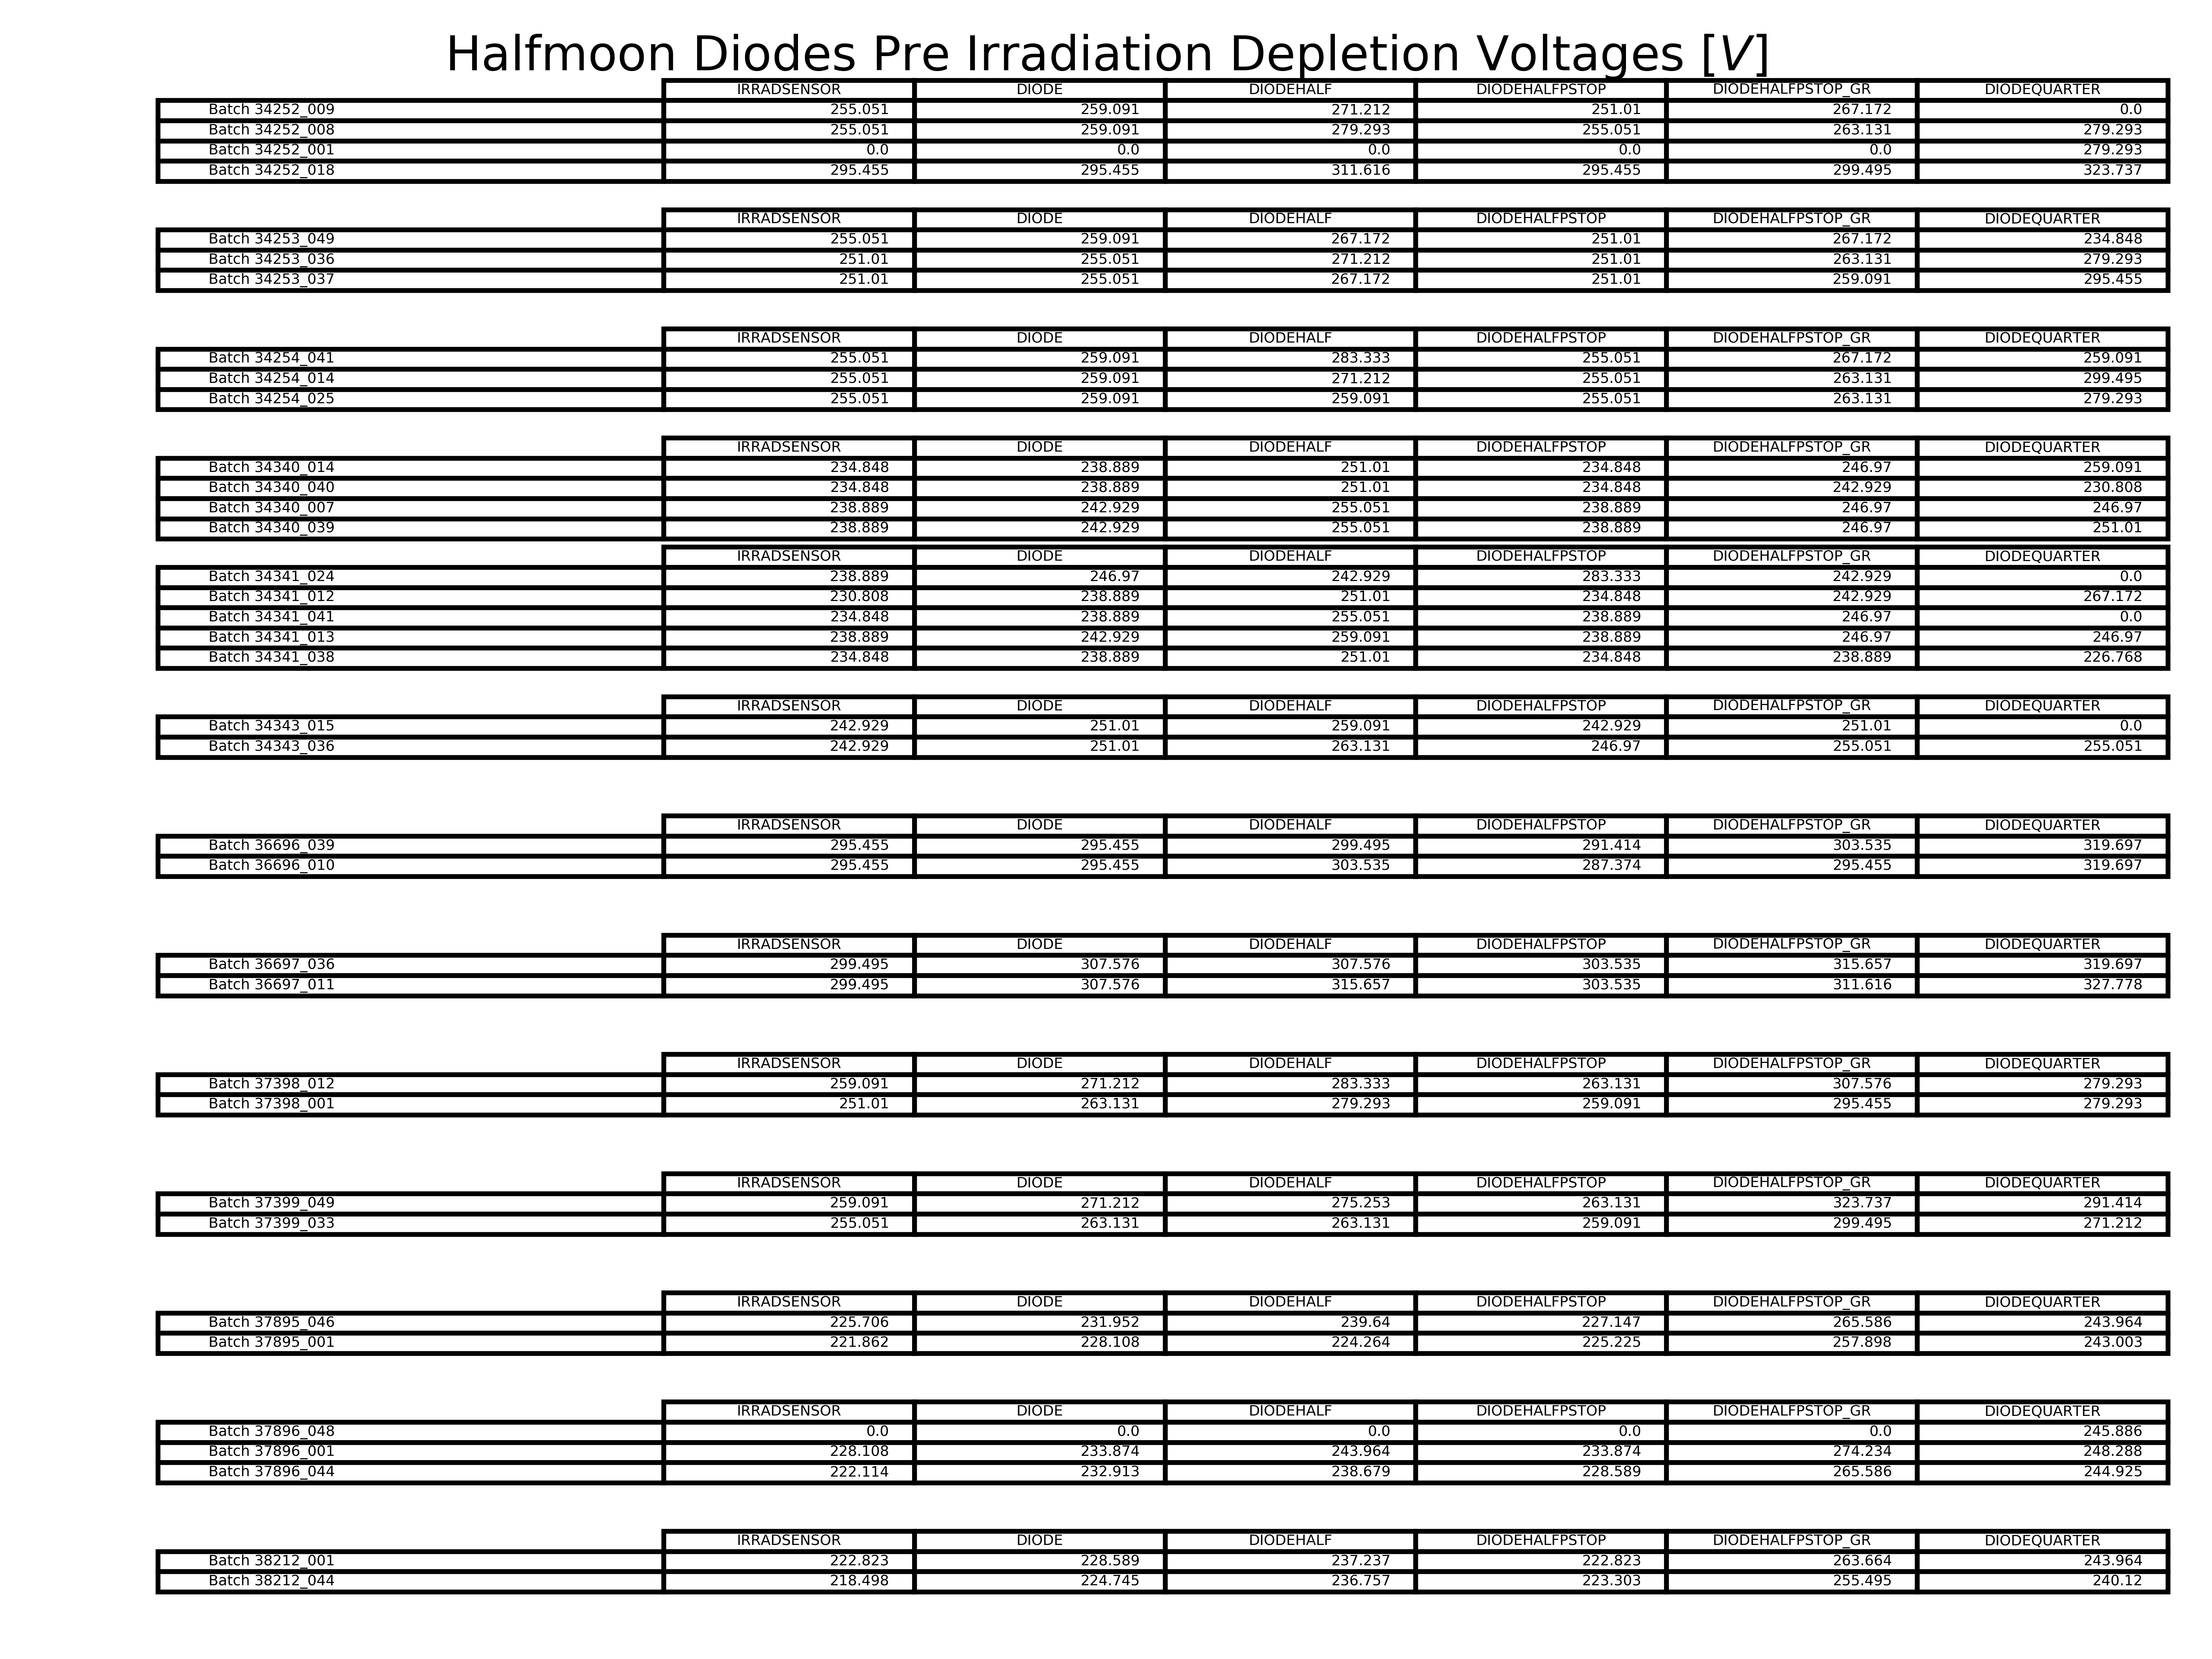 Halfmoon Diodes Pre Irradiation Depletion Voltages [V]
IRRADSENSOR DIODE DIODEHALF DIODEHALFPSTOP DIODEHALFPSTOP_GR DIODEQUARTER
Batch 34252_009 255.051 259.091 271.212 251.01 267.172 0.0
Batch 34252_008 255.051 259.091 279.293 255.051 263.131 279.293
Batch 34252_001 0.0 0.0 0.0 0.0 0.0 279.293
Batch 34252_018 295.455 295.455 311.616 295.455 299.495 323.737
IRRADSENSOR DIODE DIODEHALF DIODEHALFPSTOP DIODEHALFPSTOP_GR DIODEQUARTER
Batch 34253_049 255.051 259.091 267.172 251.01 267.172 234.848
Batch 34253_036 251.01 255.051 271.212 251.01 263.131 279.293
Batch 34253_037 251.01 255.051 267.172 251.01 259.091 295.455
IRRADSENSOR DIODE DIODEHALF DIODEHALFPSTOP DIODEHALFPSTOP_GR DIODEQUARTER
Batch 34254_041 255.051 259.091 283.333 255.051 267.172 259.091
Batch 34254_014 255.051 259.091 271.212 255.051 263.131 299.495
Batch 34254_025 255.051 259.091 259.091 255.051 263.131 279.293
IRRADSENSOR DIODE DIODEHALF DIODEHALFPSTOP DIODEHALFPSTOP_GR DIODEQUARTER
Batch 34340_014 234.848 238.889 251.01 234.848 246.97 259.091
Batch 34340_040 234.848 238.889 251.01 234.848 242.929 230.808
Batch 34340_007 238.889 242.929 255.051 238.889 246.97 246.97
Batch 34340_039 238.889 242.929 255.051 238.889 246.97 251.01
IRRADSENSOR DIODE DIODEHALF DIODEHALFPSTOP DIODEHALFPSTOP_GR DIODEQUARTER
Batch 34341_024 238.889 246.97 242.929 283.333 242.929 0.0
Batch 34341_012 230.808 238.889 251.01 234.848 242.929 267.172
Batch 34341_041 234.848 238.889 255.051 238.889 246.97 0.0
Batch 34341_013 238.889 242.929 259.091 238.889 246.97 246.97
Batch 34341_038 234.848 238.889 251.01 234.848 238.889 226.768
IRRADSENSOR DIODE DIODEHALF DIODEHALFPSTOP DIODEHALFPSTOP_GR DIODEQUARTER
Batch 34343_015 242.929 251.01 259.091 242.929 251.01 0.0
Batch 34343_036 242.929 251.01 263.131 246.97 255.051 255.051
IRRADSENSOR DIODE DIODEHALF DIODEHALFPSTOP DIODEHALFPSTOP_GR DIODEQUARTER
Batch 36696_039 295.455 295.455 299.495 291.414 303.535 319.697
Batch 36696_010 295.455 295.455 303.535 287.374 295.455 319.697
IRRADSENSOR DIODE DIODEHALF DIODEHALFPSTOP DIODEHALFPSTOP_GR DIODEQUARTER
Batch 36697_036 299.495 307.576 307.576 303.535 315.657 319.697
Batch 36697_011 299.495 307.576 315.657 303.535 311.616 327.778
IRRADSENSOR DIODE DIODEHALF DIODEHALFPSTOP DIODEHALFPSTOP_GR DIODEQUARTER
Batch 37398_012 259.091 271.212 283.333 263.131 307.576 279.293
Batch 37398_001 251.01 263.131 279.293 259.091 295.455 279.293
IRRADSENSOR DIODE DIODEHALF DIODEHALFPSTOP DIODEHALFPSTOP_GR DIODEQUARTER
Batch 37399_049 259.091 271.212 275.253 263.131 323.737 291.414
Batch 37399_033 255.051 263.131 263.131 259.091 299.495 271.212
IRRADSENSOR DIODE DIODEHALF DIODEHALFPSTOP DIODEHALFPSTOP_GR DIODEQUARTER
Batch 37895_046 225.706 231.952 239.64 227.147 265.586 243.964
Batch 37895_001 221.862 228.108 224.264 225.225 257.898 243.003
IRRADSENSOR DIODE DIODEHALF DIODEHALFPSTOP DIODEHALFPSTOP_GR DIODEQUARTER
Batch 37896_048 0.0 0.0 0.0 0.0 0.0 245.886
Batch 37896_001 228.108 233.874 243.964 233.874 274.234 248.288
Batch 37896_044 222.114 232.913 238.679 228.589 265.586 244.925
IRRADSENSOR DIODE DIODEHALF DIODEHALFPSTOP DIODEHALFPSTOP_GR DIODEQUARTER
Batch 38212_001 222.823 228.589 237.237 222.823 263.664 243.964
Batch 38212_044 218.498 224.745 236.757 223.303 255.495 240.12